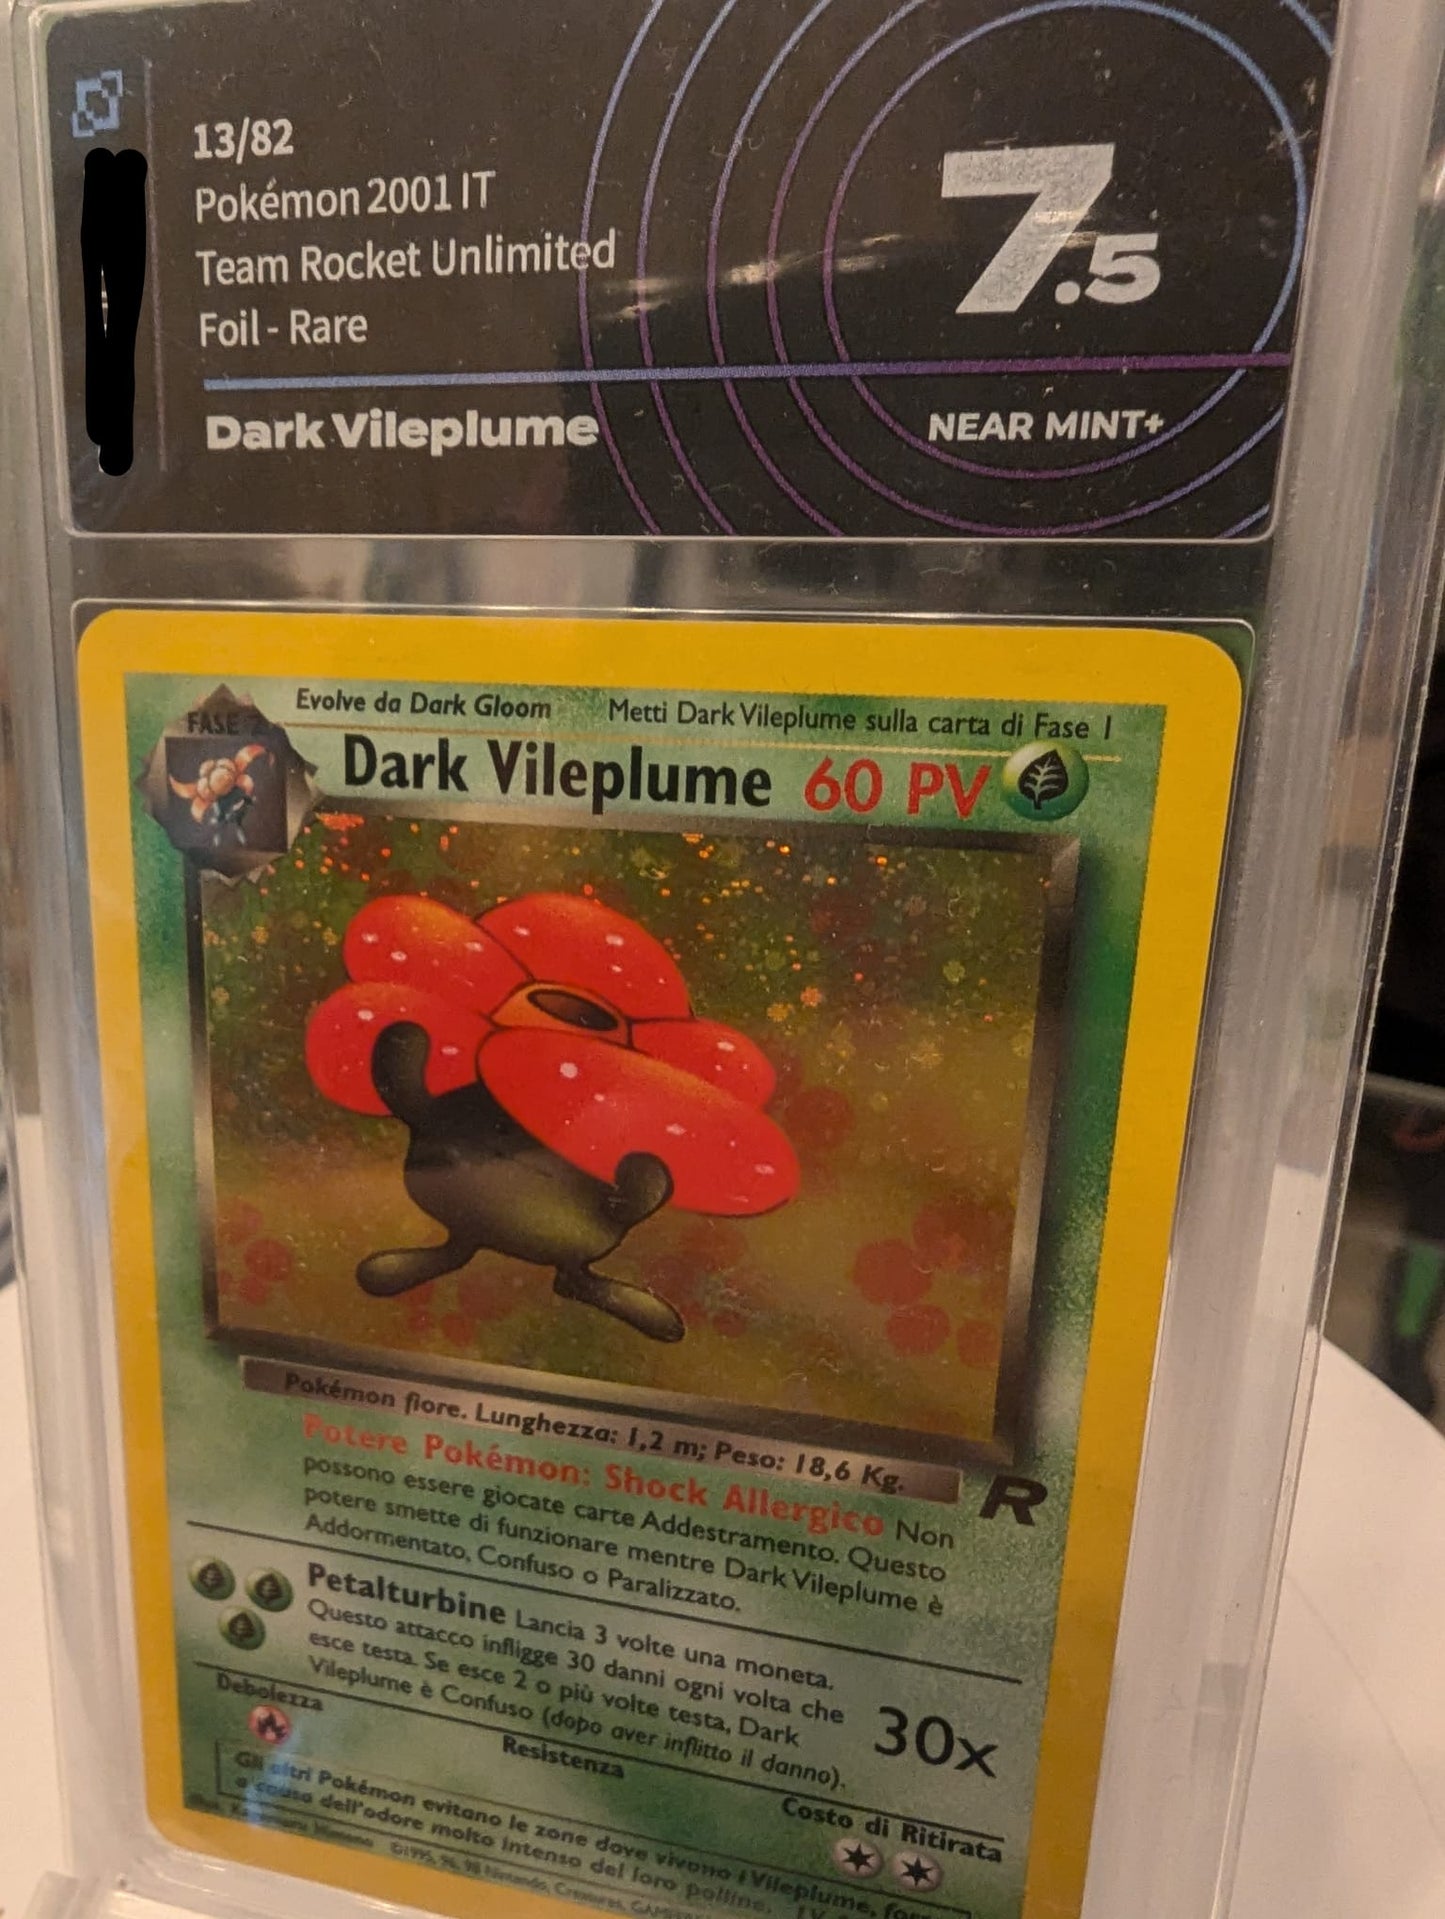 13/82
Pokémon 2001 IT
Team Rocket Unlimited
Foil - Rare
Dark Vileplume
7.5
NEAR MINT+
Evolve da Dark Gloom Metti Dark Vileplume sulla carta di Fase 1
FASE 2
Dark Vileplume 60 PV
Pokémon fiore. Lunghezza: 1,2 m; Peso: 18,6 Kg.
R
Potere Pokémon: Shock Allergico Non
possono essere giocate carte Addestramento. Questo
potere smette di funzionare mentre Dark Vileplume è
Addormentato, Confuso o Paralizzato.
Petalturbine Lancia 3 volte una moneta.
Questo attacco infligge 30 danni ogni volta che
esce testa. Se esce 2 o più volte testa, Dark
Vileplume è Confuso (dopo aver inflitto il danno).
30x
Debolezza
Resistenza
Costo di Ritirata
Gli altri Pokémon evitano le zone dove vivono i Vileplume,
a causa dell'odore molto intenso del loro polline.
©1995, 96, 98 Nintendo, Creatures,